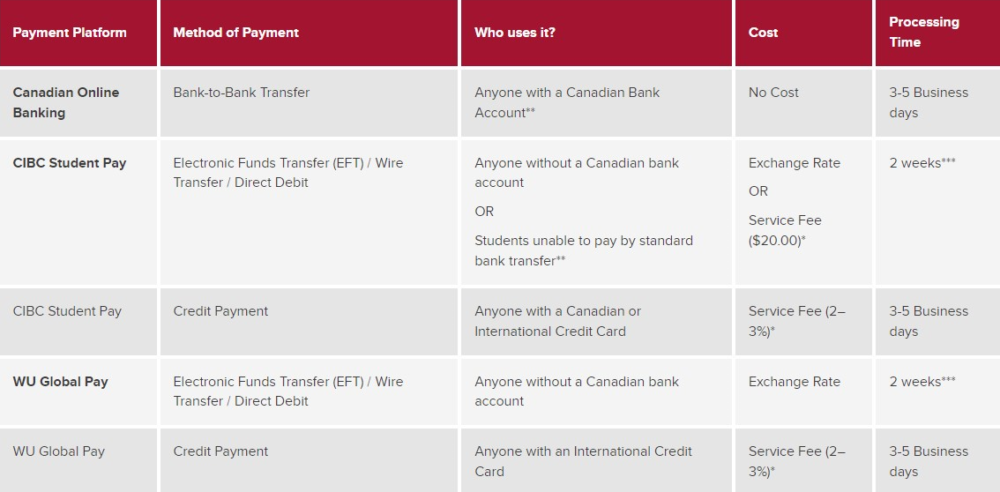 Payment Platform
Method of Payment
Who uses it?
Cost
Processing
Time
Canadian Online
Banking
Bank-to-Bank Transfer
Anyone with a Canadian Bank
Account**
No Cost
3-5 Business
days
CIBC Student Pay
Electronic Funds Transfer (EFT) / Wire
Transfer / Direct Debit
Anyone without a Canadian bank
account
OR
Students unable to pay by standard
bank transfer**
Exchange Rate
OR
Service Fee
($20.00)*
2 weeks***
CIBC Student Pay
Credit Payment
Anyone with a Canadian or
International Credit Card
Service Fee (2–
3%)*
3-5 Business
days
WU Global Pay
Electronic Funds Transfer (EFT) / Wire
Transfer / Direct Debit
Anyone without a Canadian bank
account
Exchange Rate
2 weeks***
WU Global Pay
Credit Payment
Anyone with an International Credit
Card
Service Fee (2–
3%)*
3-5 Business
days